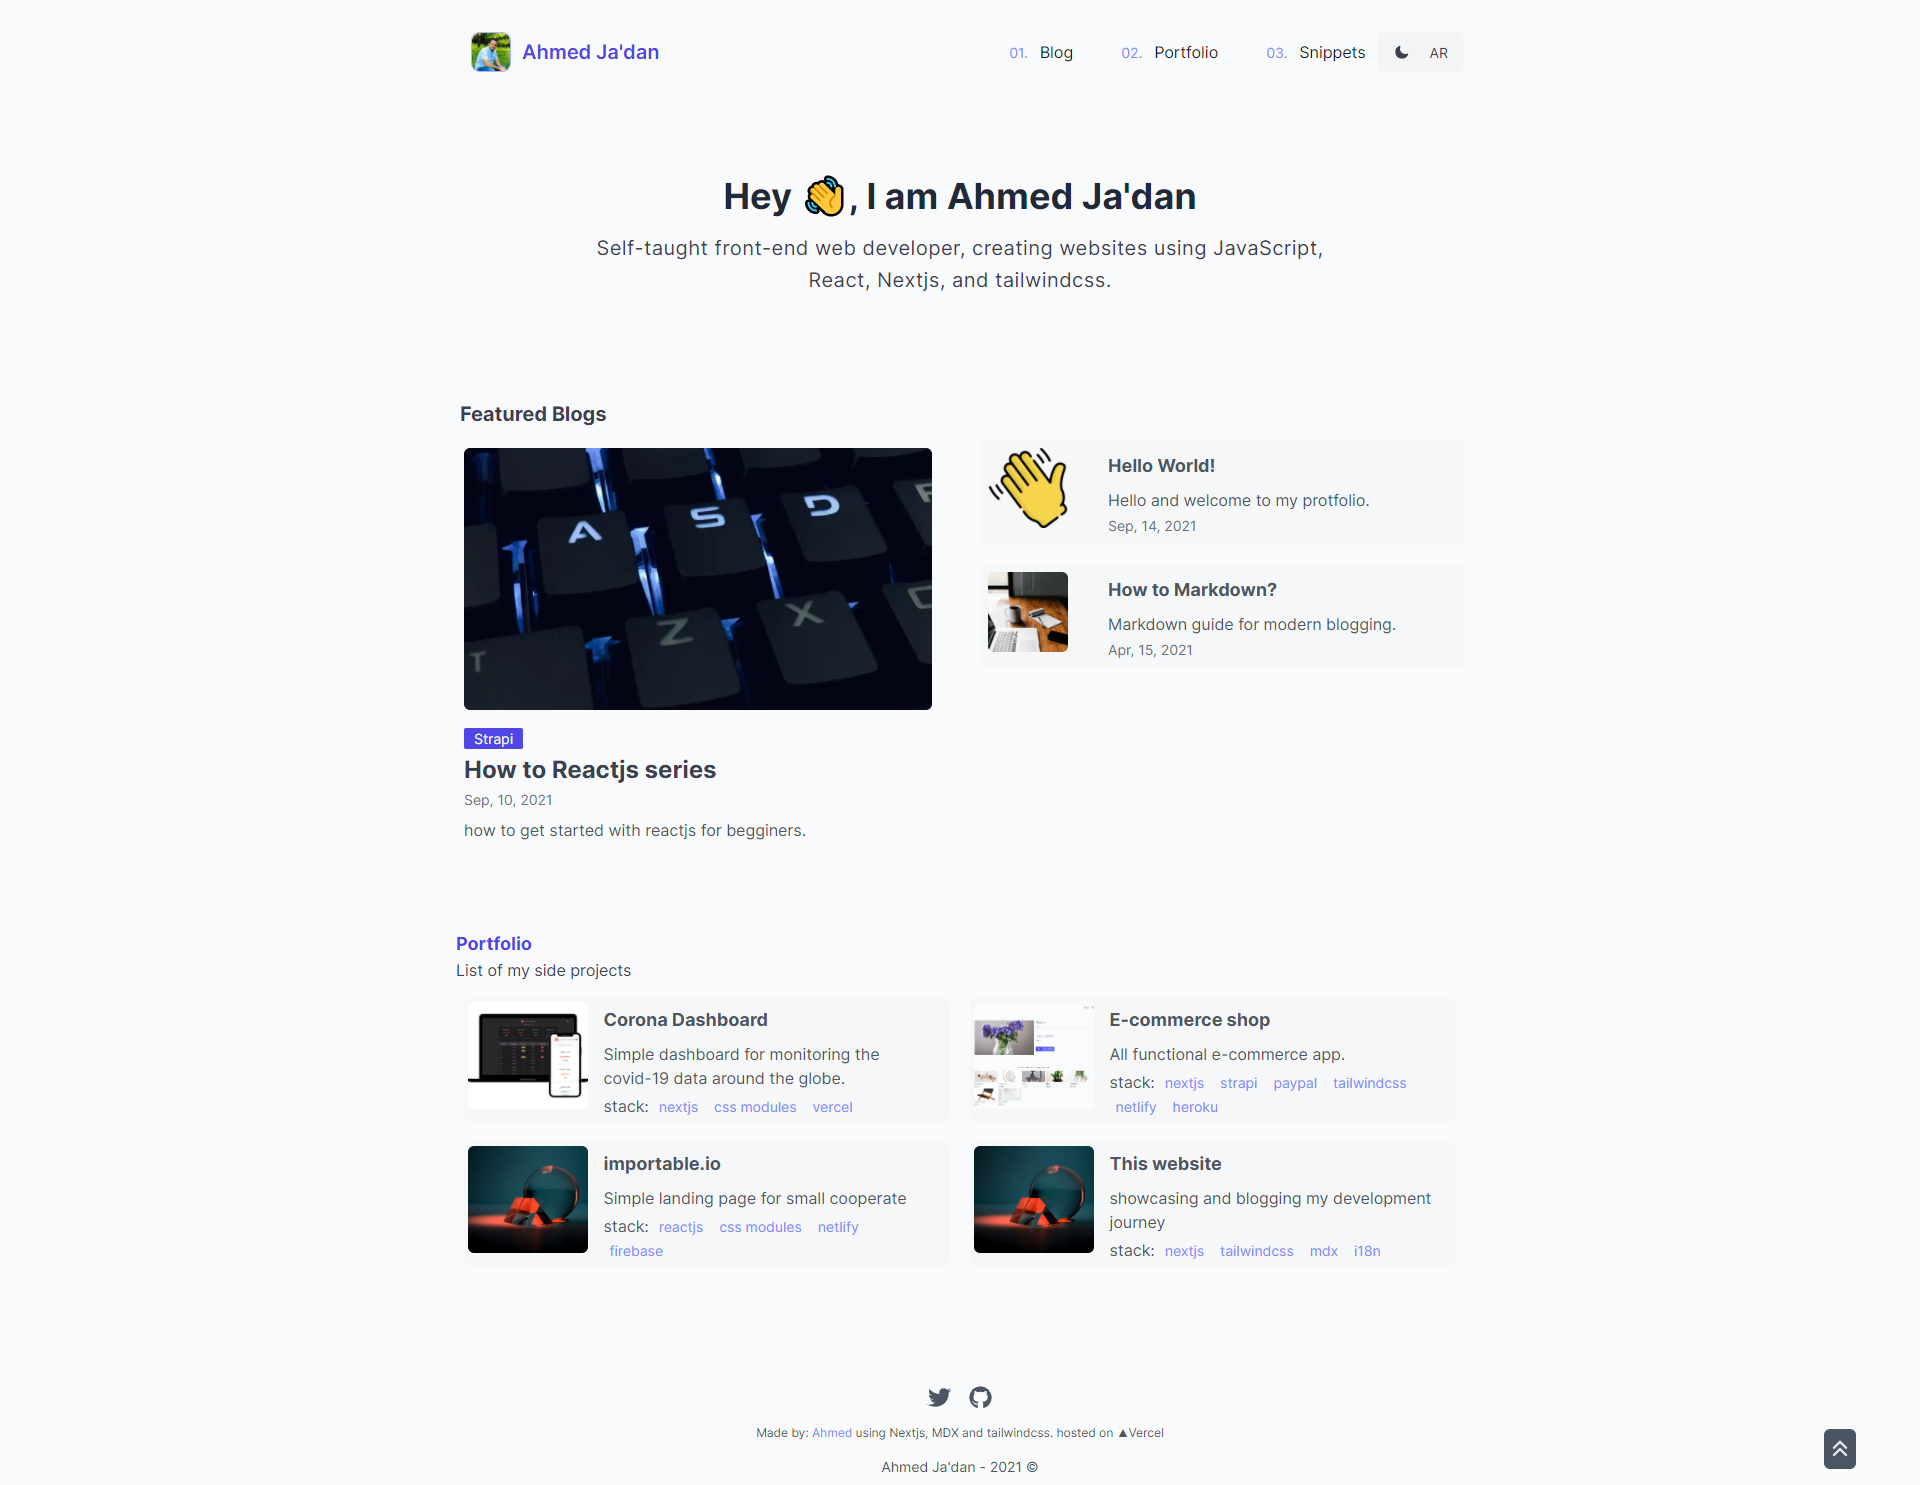 Ahmed Ja'dan
01. Blog
02. Portfolio
03. Snippets
AR
Hey 👋, I am Ahmed Ja'dan
Self-taught front-end web developer, creating websites using JavaScript,
React, Nextjs, and tailwindcss.
Featured Blogs
A S D
Z X
T
Strapi
How to Reactjs series
Sep, 10, 2021
how to get started with reactjs for begginers.
Hello World!
Hello and welcome to my protfolio.
Sep, 14, 2021
How to Markdown?
Markdown guide for modern blogging.
Apr, 15, 2021
Portfolio
List of my side projects
Corona Dashboard
Simple dashboard for monitoring the
covid-19 data around the globe.
stack: nextjs css modules vercel
E-commerce shop
All functional e-commerce app.
stack: nextjs strapi paypal tailwindcss
netlify heroku
importable.io
Simple landing page for small cooperate
stack: reactjs css modules netlify
firebase
This website
showcasing and blogging my development
journey
stack: nextjs tailwindcss mdx i18n
Made by: Ahmed using Nextjs, MDX and tailwindcss. hosted on ▲Vercel
Ahmed Ja'dan - 2021 ©